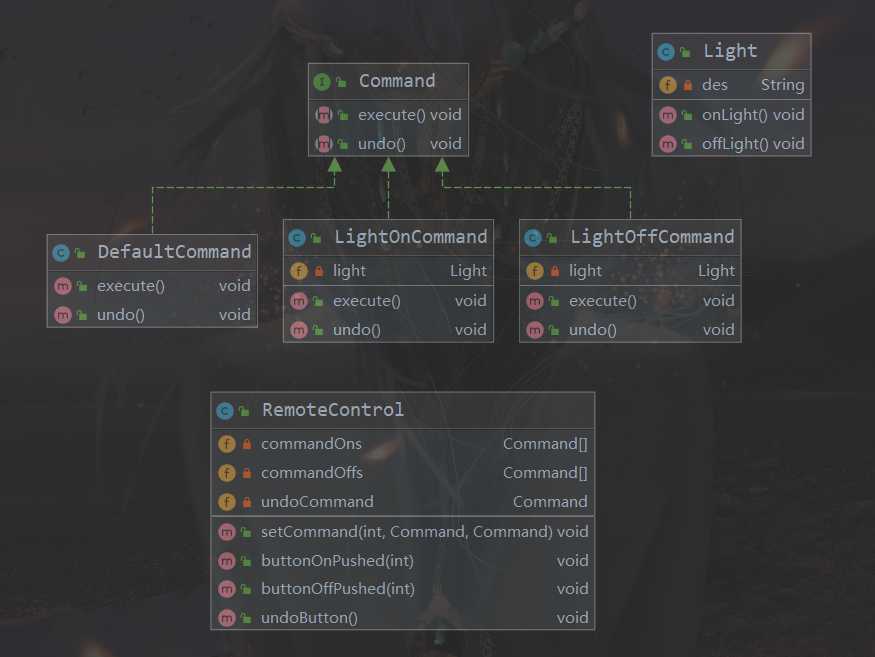 Command
execute() void
undo() void
Light
des String
onLight() void
offLight() void
DefaultCommand
execute() void
undo() void
LightOnCommand
light Light
execute() void
undo() void
LightOffCommand
light Light
execute() void
undo() void
RemoteControl
commandOns Command[]
commandOffs Command[]
undoCommand Command
setCommand(int, Command, Command) void
buttonOnPushed(int) void
buttonOffPushed(int) void
undoButton() void